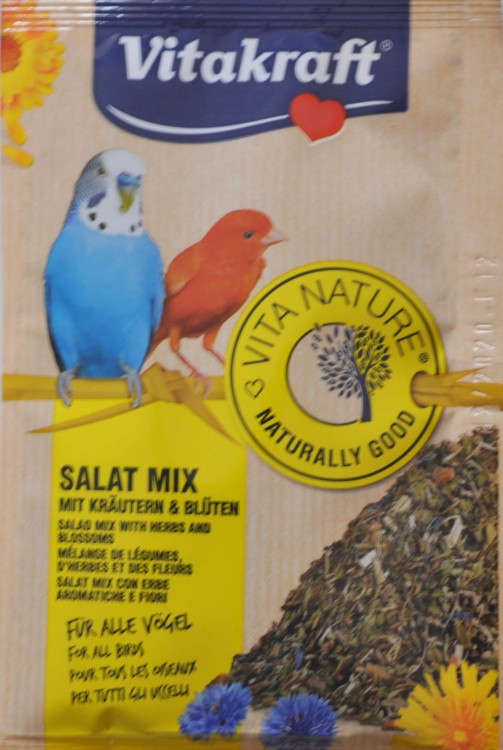 Vitakraft®
VITA NATURE®
NATURALLY GOOD
SALAT MIX
MIT KRÄUTERN & BLÜTEN
SALAD MIX WITH HERBS AND
BLOSSOMS
MÉLANGE DE LÉGUMES,
D'HERBES ET DES FLEURS
SALAT MIX CON ERBE
AROMATICHE E FIORI
FÜR ALLE VÖGEL
FOR ALL BIRDS
POUR TOUS LES OISEAUX
PER TUTTI GLI UCCELLI